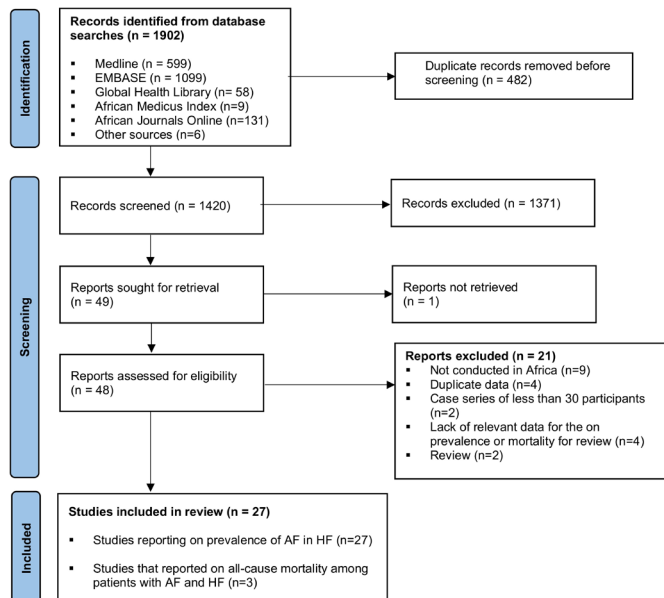 Identification
Records identified from database
searches (n = 1902)
▪ Medline (n = 599)
▪ EMBASE (n = 1099)
▪ Global Health Library (n= 58)
▪ African Medicus Index (n=9)
▪ African Journals Online (n=131)
▪ Other sources (n=6)
Duplicate records removed before
screening (n = 482)
Screening
Records screened (n = 1420)
Records excluded (n = 1371)
Reports sought for retrieval
(n = 49)
Reports not retrieved
(n = 1)
Reports assessed for eligibility
(n = 48)
Reports excluded (n = 21)
▪ Not conducted in Africa (n=9)
▪ Duplicate data (n=4)
▪ Case series of less than 30 participants
(n=2)
▪ Lack of relevant data for the on
prevalence or mortality for review (n=4)
▪ Review (n=2)
Included
Studies included in review (n = 27)
▪ Studies reporting on prevalence of AF in HF (n=27)
▪ Studies that reported on all-cause mortality among
patients with AF and HF (n=3)